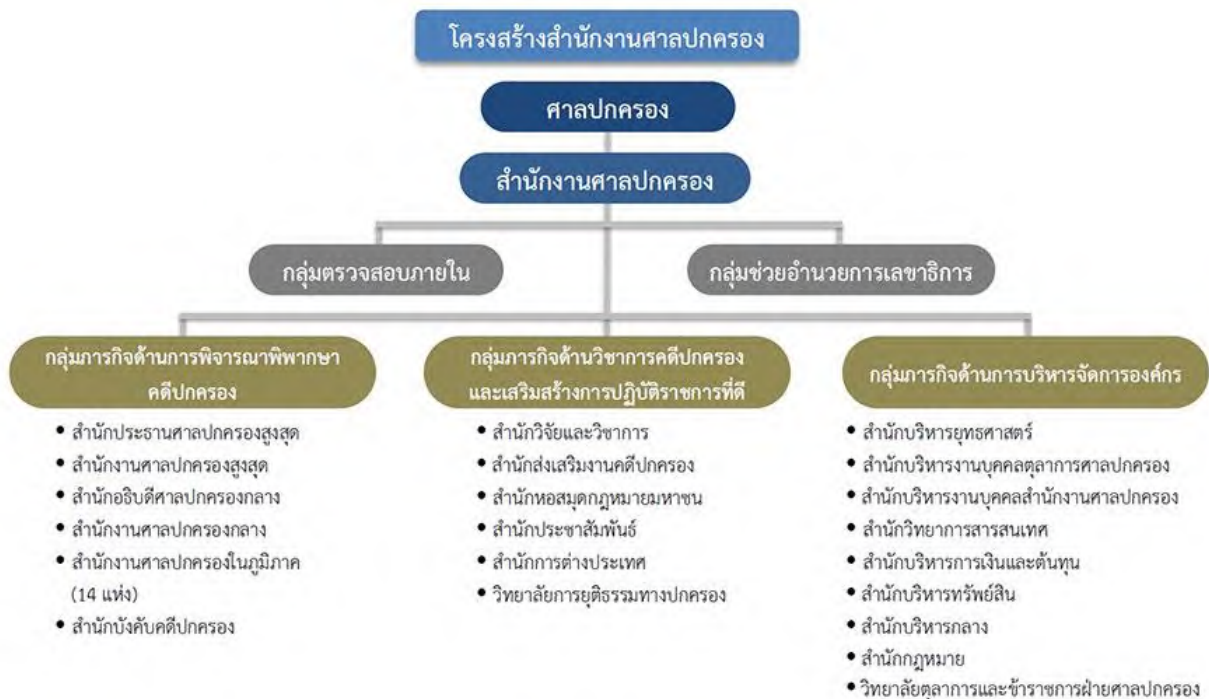 โครงสร้างสำนักงานศาลปกครอง
ศาลปกครอง
สำนักงานศาลปกครอง
กลุ่มตรวจสอบภายใน
กลุ่มช่วยอำนวยการเลขาธิการ
กลุ่มภารกิจด้านการพิจารณาพิพากษา
คดีปกครอง
• สำนักประธานศาลปกครองสูงสุด
• สำนักงานศาลปกครองสูงสุด
• สำนักอธิบดีศาลปกครองกลาง
• สำนักงานศาลปกครองกลาง
• สำนักงานศาลปกครองในภูมิภาค
(14 แห่ง)
• สำนักบังคับคดีปกครอง
กลุ่มภารกิจด้านวิชาการคดีปกครอง
และเสริมสร้างการปฏิบัติราชการที่ดี
• สำนักวิจัยและวิชาการ
• สำนักส่งเสริมงานคดีปกครอง
• สำนักหอสมุดกฎหมายมหาชน
• สำนักประชาสัมพันธ์
• สำนักการต่างประเทศ
• วิทยาลัยการยุติธรรมทางปกครอง
กลุ่มภารกิจด้านการบริหารจัดการองค์กร
• สำนักบริหารยุทธศาสตร์
• สำนักบริหารงานบุคคลตุลาการศาลปกครอง
• สำนักบริหารงานบุคคลสำนักงานศาลปกครอง
• สำนักวิทยาการสารสนเทศ
• สำนักบริหารการเงินและต้นทุน
• สำนักบริหารทรัพย์สิน
• สำนักบริหารกลาง
• สำนักกฎหมาย
• วิทยาลัยตุลาการและข้าราชการฝ่ายศาลปกครอง